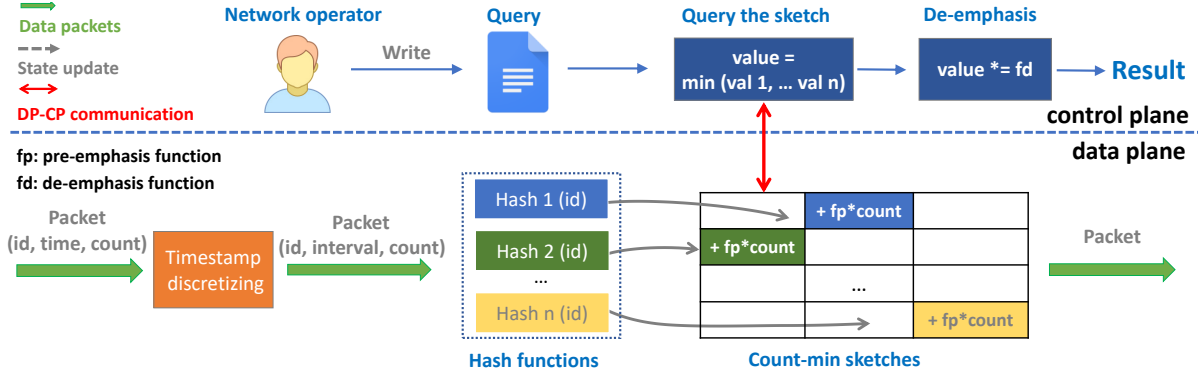 Data packets
State update
DP-CP communication
Network operator
Write
Query
Query the sketch
value =
min (val 1, ... val n)
De-emphasis
value *= fd
Result
control plane
data plane
fp: pre-emphasis function
fd: de-emphasis function
Packet
(id, time, count)
Timestamp
discretizing
Packet
(id, interval, count)
Hash 1 (id)
Hash 2 (id)
...
Hash n (id)
Hash functions
+ fp*count
+ fp*count
...
+ fp*count
Count-min sketches
Packet